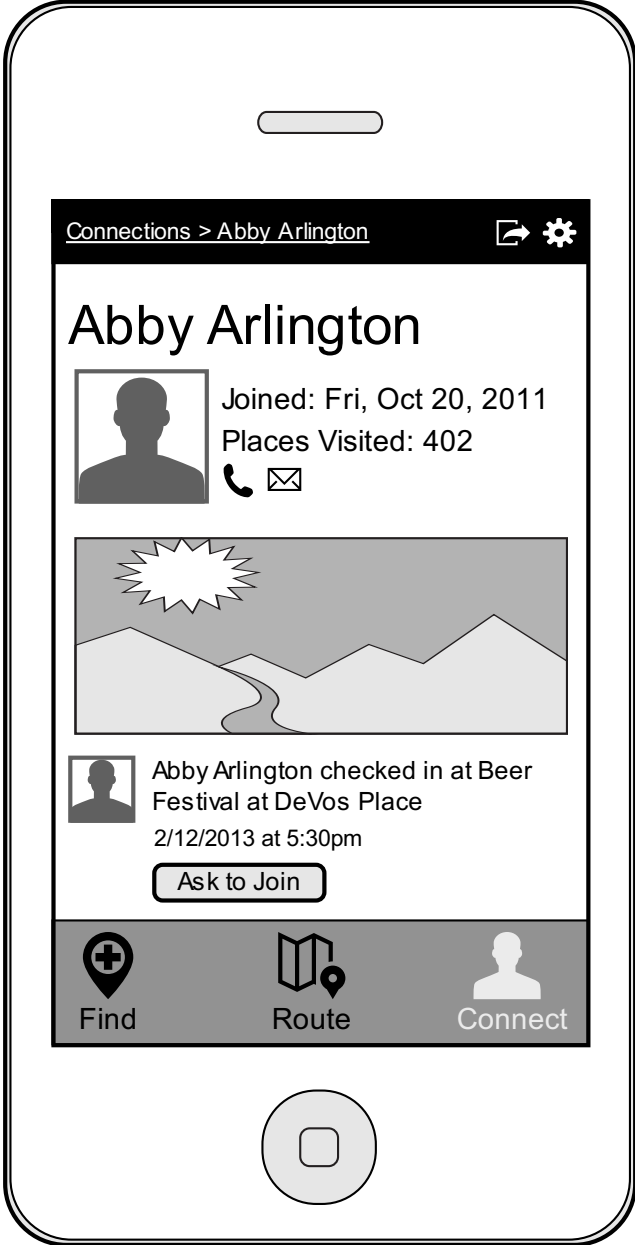 Connections > Abby Arlington
Abby Arlington
Joined: Fri, Oct 20, 2011
Places Visited: 402
Abby Arlington checked in at Beer
Festival at DeVos Place
2/12/2013 at 5:30pm
Ask to Join
Find
Route
Connect